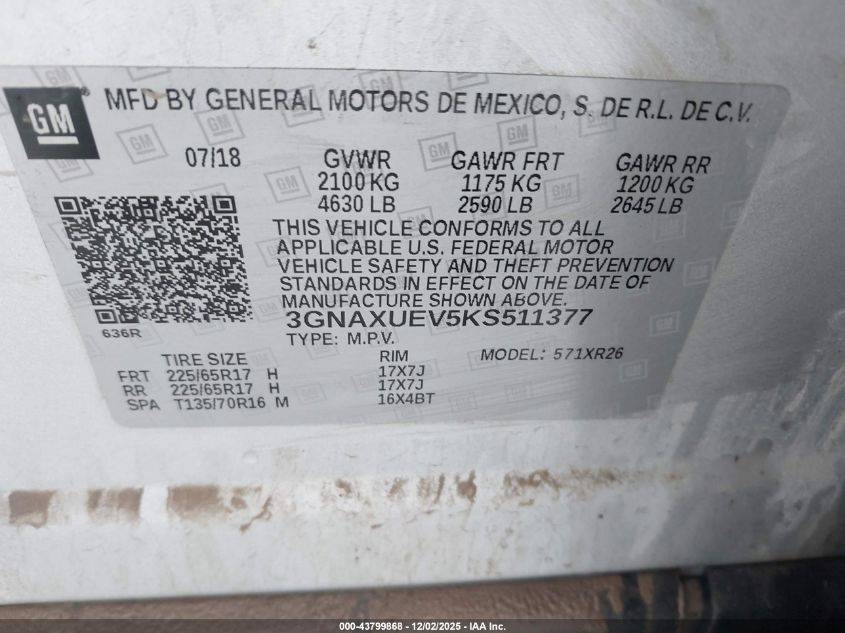 GM
MFD BY GENERAL MOTORS DE MEXICO, S. DE R.L. DE C.V.
07/18 GVWR GAWR FRT GAWR RR
2100 KG 1175 KG 1200 KG
4630 LB 2590 LB 2645 LB
THIS VEHICLE CONFORMS TO ALL
APPLICABLE U.S. FEDERAL MOTOR
VEHICLE SAFETY AND THEFT PREVENTION
STANDARDS IN EFFECT ON THE DATE OF
MANUFACTURE SHOWN ABOVE.
3GNAXUEV5KS511377
636R
TYPE: M.P.V.
TIRE SIZE RIM MODEL: 571XR26
FRT 225/65R17 H 17X7J
RR 225/65R17 H 17X7J
SPA T135/70R16 M 16X4BT
000-43799868 - 12/02/2025 - IAA Inc.